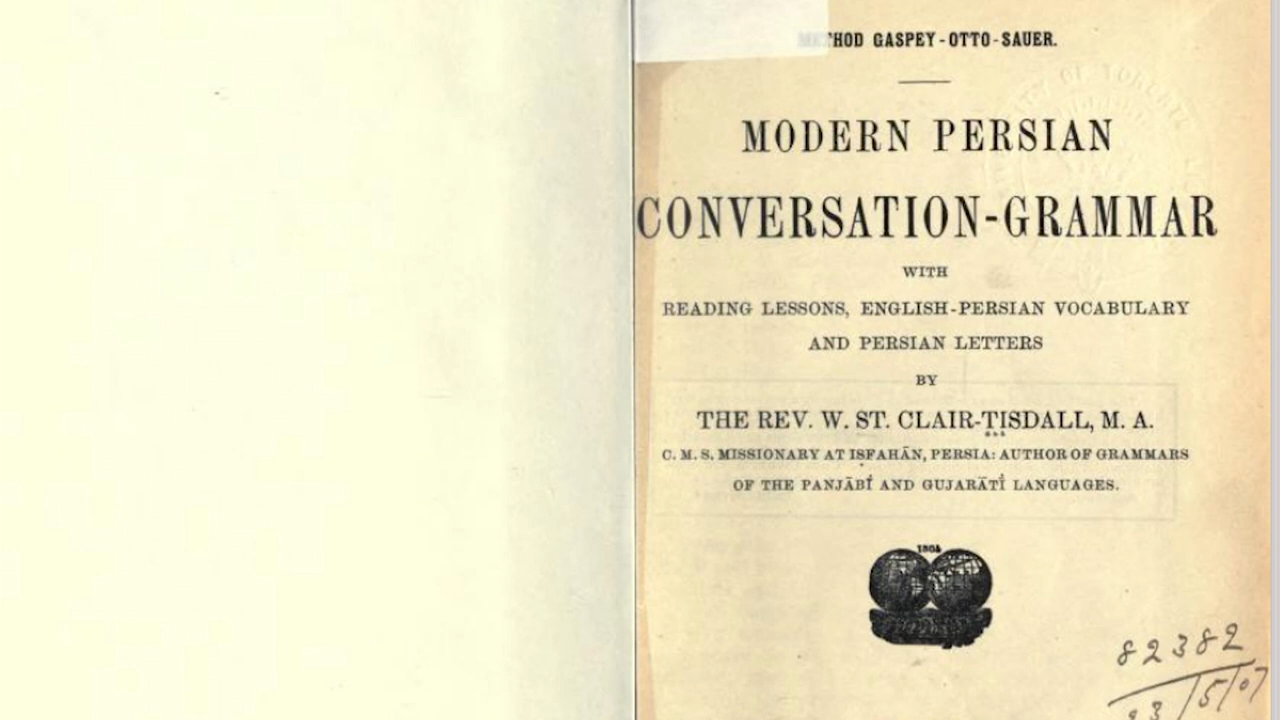 METHOD GASPEY-OTTO-SAUER.
MODERN PERSIAN
CONVERSATION-GRAMMAR
WITH
READING LESSONS, ENGLISH-PERSIAN VOCABULARY
AND PERSIAN LETTERS
BY
THE REV. W. ST. CLAIR-TISDALL, M. A.
C. M. S. MISSIONARY AT ISFAHĀN, PERSIA: AUTHOR OF GRAMMARS
OF THE PANJĀBĪ AND GUJARĀTĪ LANGUAGES.
82382